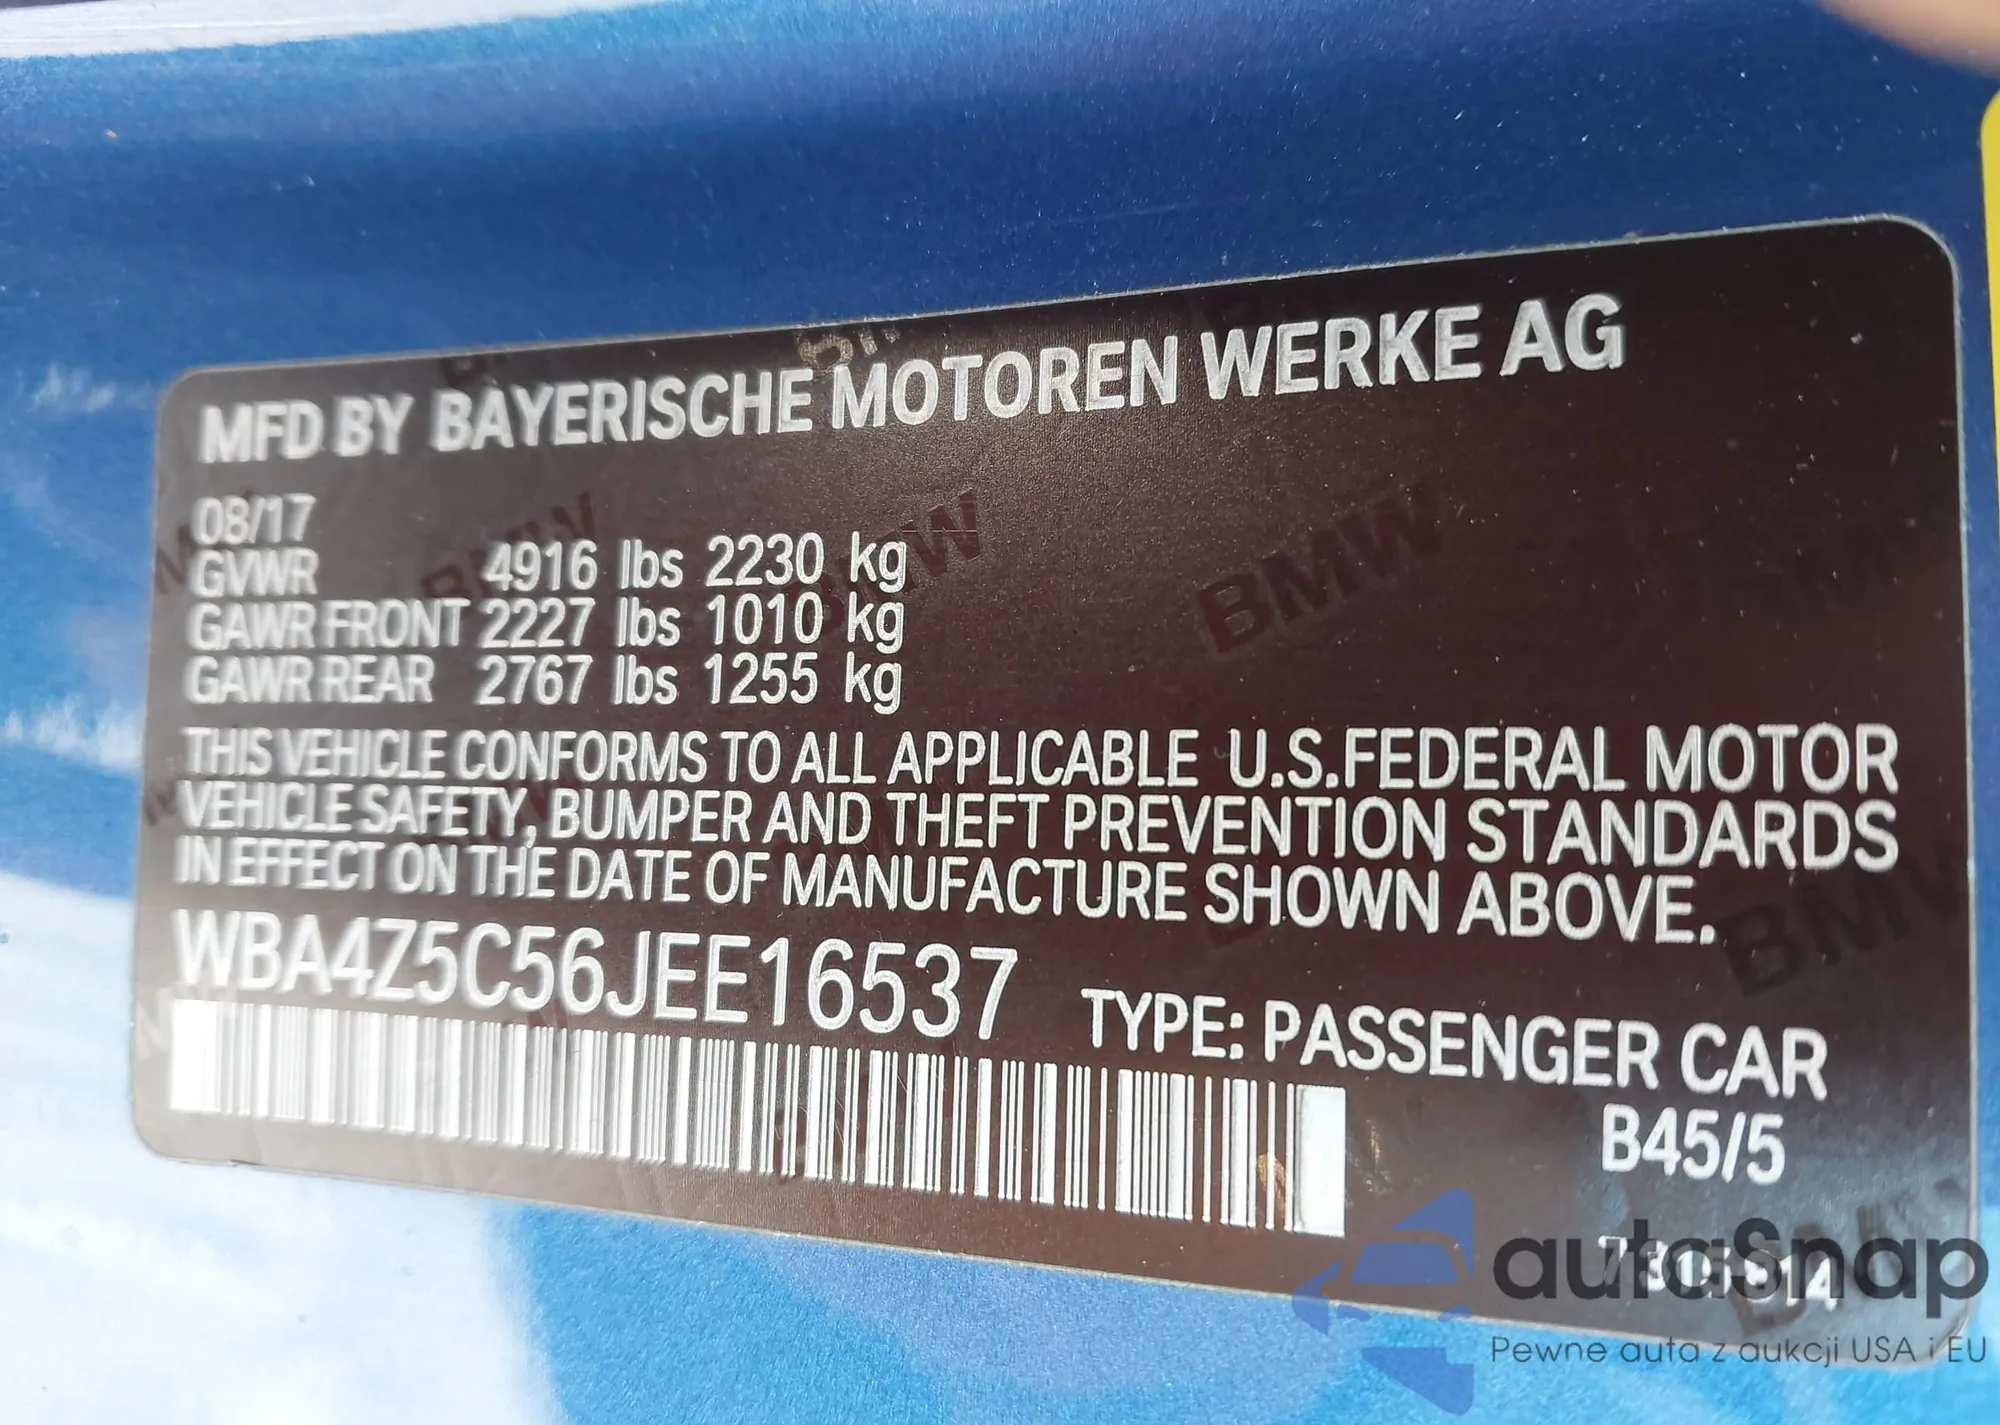 MFD BY BAYERISCHE MOTOREN WERKE AG
08/17
GVWR 4916 lbs 2230 kg
GAWR FRONT 2227 lbs 1010 kg
GAWR REAR 2767 lbs 1255 kg
THIS VEHICLE CONFORMS TO ALL APPLICABLE U.S.FEDERAL MOTOR
VEHICLE SAFETY, BUMPER AND THEFT PREVENTION STANDARDS
IN EFFECT ON THE DATE OF MANUFACTURE SHOWN ABOVE.
WBA4Z5C56JEE16537
TYPE: PASSENGER CAR
B45/5
autaSnap
Pewne auta z aukcji USA i EU